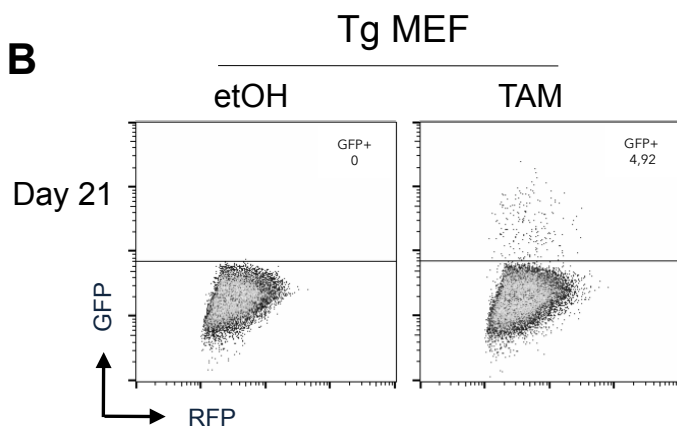 B
Tg MEF
etOH
TAM
Day 21
GFP+
0
GFP+
4,92
GFP
RFP